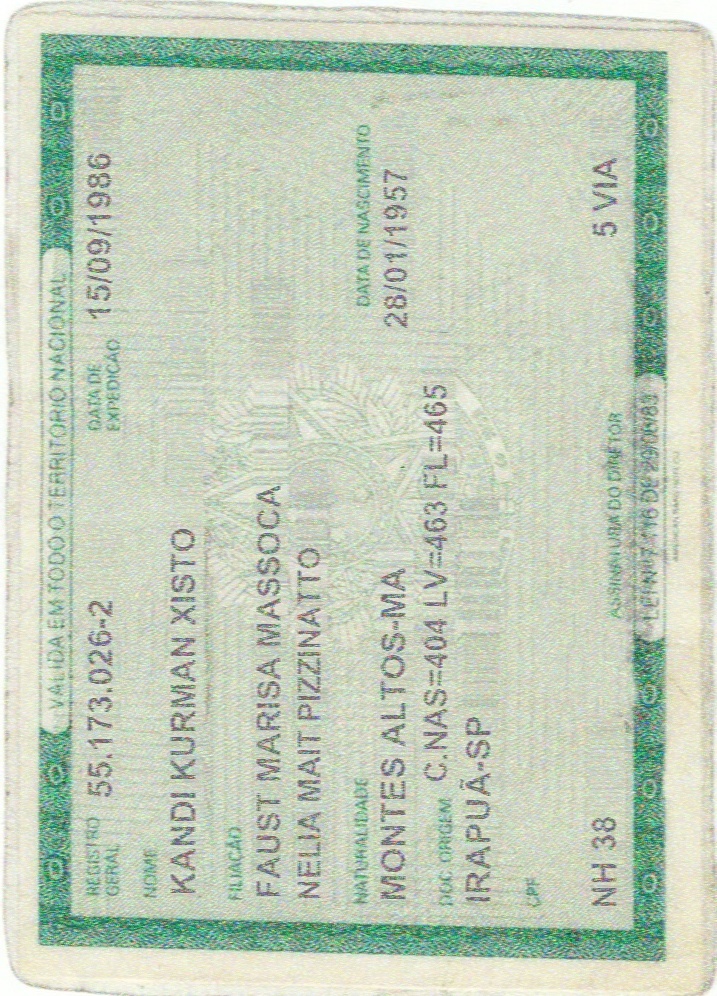 VÁLIDA EM TODO O TERRITÓRIO NACIONAL
REGISTRO GERAL 55.173.026-2 DATA DE EXPEDIÇÃO 15/09/1986
NOME
KANDI KURMAN XISTO
FILIAÇÃO
FAUST MARISA MASSOCA
NELIA MAIT PIZZINATTO
NATURALIDADE DATA DE NASCIMENTO
MONTES ALTOS-MA 28/01/1957
DOC ORIGEM C.NAS=404 LV=463 FL=465
IRAPUÃ-SP
CPF
NH 38 5 VIA
ASSINATURA DO DIRETOR
LEI Nº 7.116 DE 29/08/83